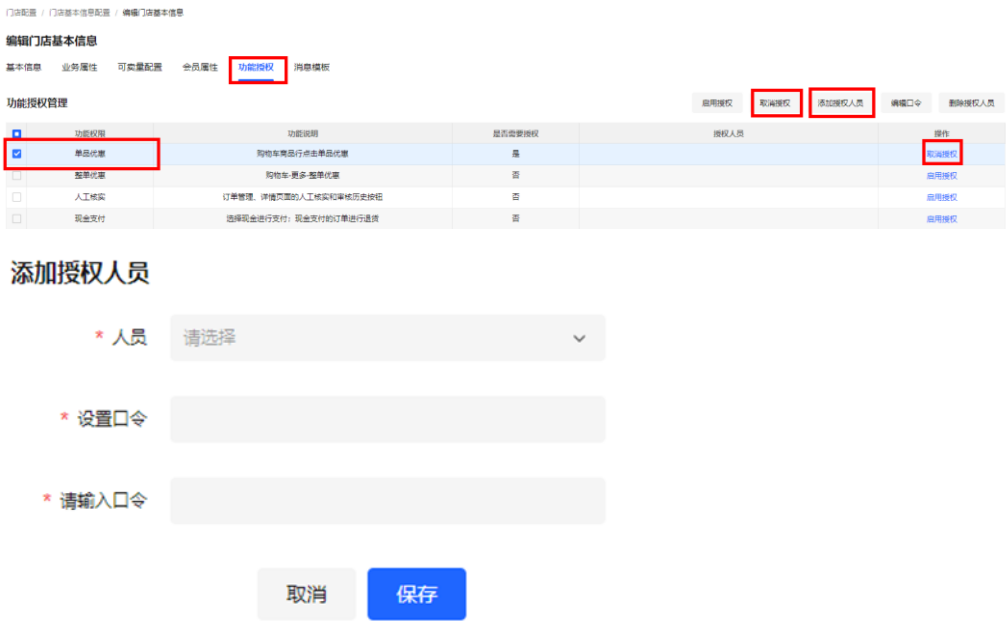 门店配置 / 门店基本信息配置 / 编辑门店基本信息
编辑门店基本信息
基本信息 业务属性 可卖量配置 会员属性 功能授权 消息模板
功能授权管理 启用授权 取消授权 添加授权人员 编辑口令 删除授权人员
功能权限 功能说明 是否需要授权 授权人员 操作
单品优惠 购物车商品行点击单品优惠 是 取消授权
整单优惠 购物车-更多-整单优惠 否 启用授权
人工核实 订单管理、详情页面的人工核实和审核历史按钮 否 启用授权
现金支付 选择现金进行支付；现金支付的订单进行退货 否 启用授权
添加授权人员
* 人员 请选择
* 设置口令
* 请输入口令
取消 保存